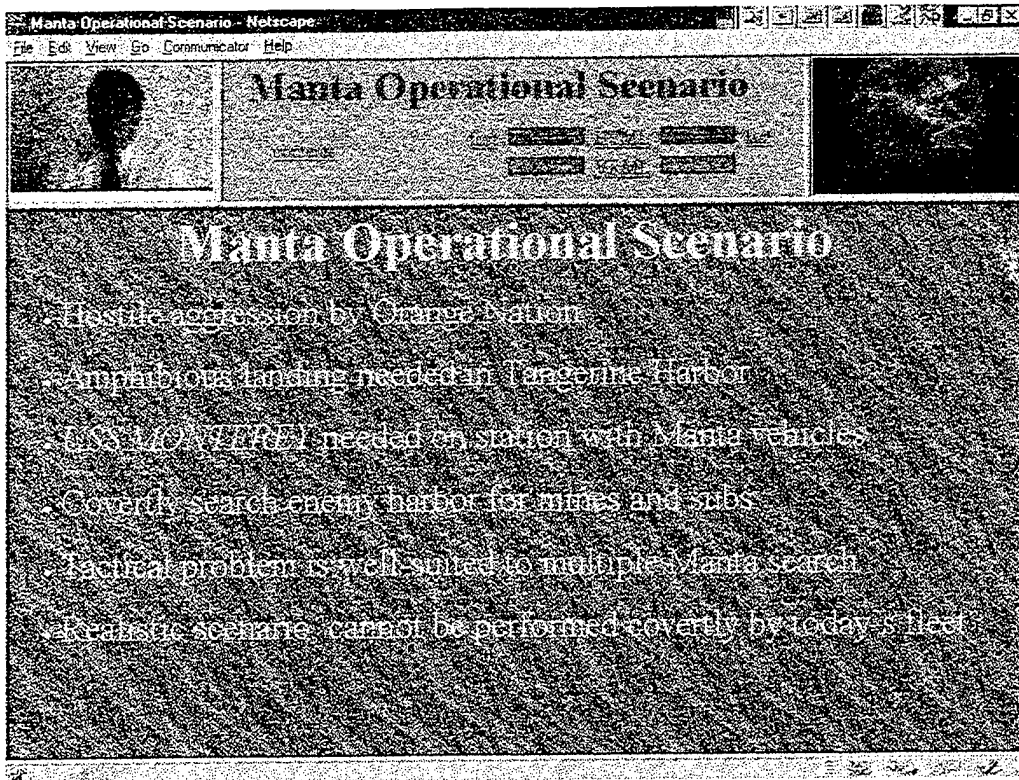 Manta Operational Scenario - Netscape
File Edit View Go Communicator Help
Manta Operational Scenario
Manta Operational Scenario
Hostile aggression by Orange Nation
Amphibious landing needed in Tangerine Harbor
USS MONTEREY needed on station with Manta vehicles
Covertly search enemy harbor for mines and subs
Tactical problem is well-suited to multiple Manta search
Realistic scenario, cannot be performed covertly by today's fleet